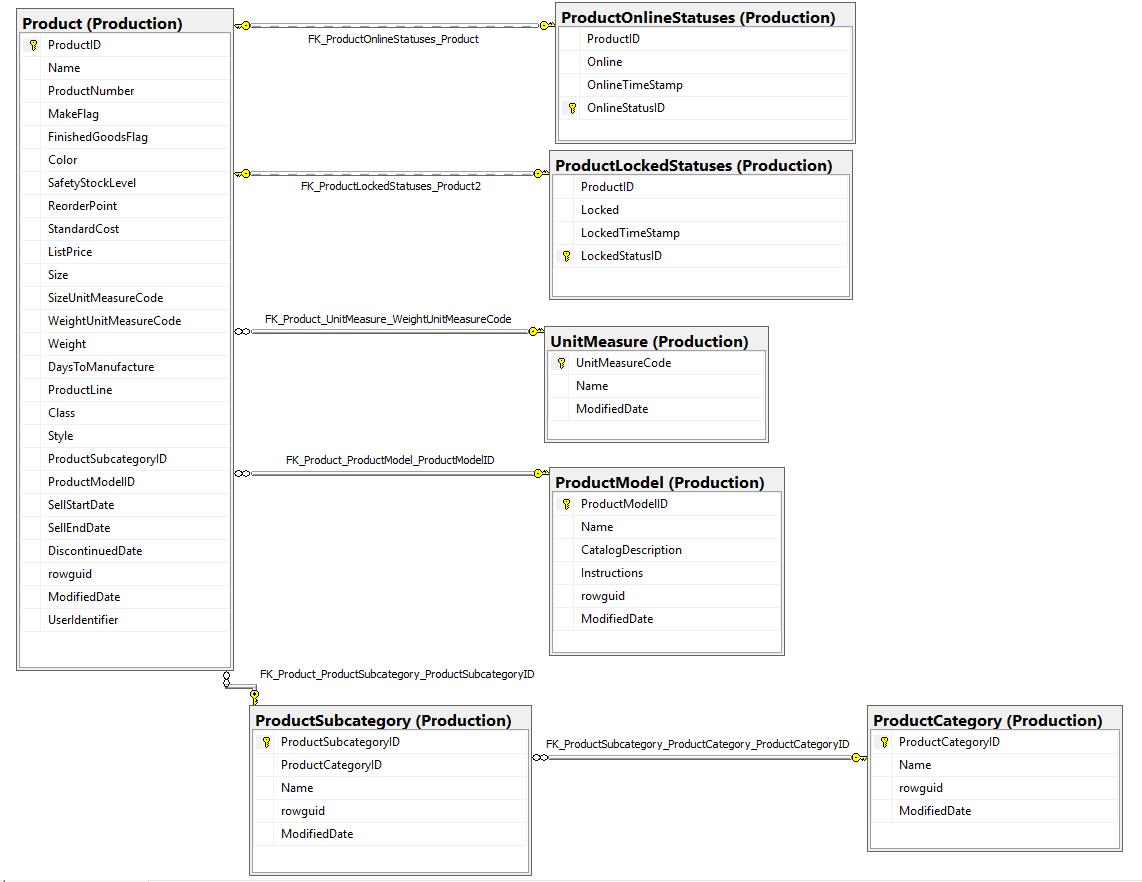 Product (Production)
ProductID
Name
ProductNumber
MakeFlag
FinishedGoodsFlag
Color
SafetyStockLevel
ReorderPoint
StandardCost
ListPrice
Size
SizeUnitMeasureCode
WeightUnitMeasureCode
Weight
DaysToManufacture
ProductLine
Class
Style
ProductSubcategoryID
ProductModelID
SellStartDate
SellEndDate
DiscontinuedDate
rowguid
ModifiedDate
UserIdentifier
FK_ProductOnlineStatuses_Product
ProductOnlineStatuses (Production)
ProductID
Online
OnlineTimeStamp
OnlineStatusID
FK_ProductLockedStatuses_Product2
ProductLockedStatuses (Production)
ProductID
Locked
LockedTimeStamp
LockedStatusID
FK_Product_UnitMeasure_WeightUnitMeasureCode
UnitMeasure (Production)
UnitMeasureCode
Name
ModifiedDate
FK_Product_ProductModel_ProductModelID
ProductModel (Production)
ProductModelID
Name
CatalogDescription
Instructions
rowguid
ModifiedDate
FK_Product_ProductSubcategory_ProductSubcategoryID
ProductSubcategory (Production)
ProductSubcategoryID
ProductCategoryID
Name
rowguid
ModifiedDate
FK_ProductSubcategory_ProductCategory_ProductCategoryID
ProductCategory (Production)
ProductCategoryID
Name
rowguid
ModifiedDate